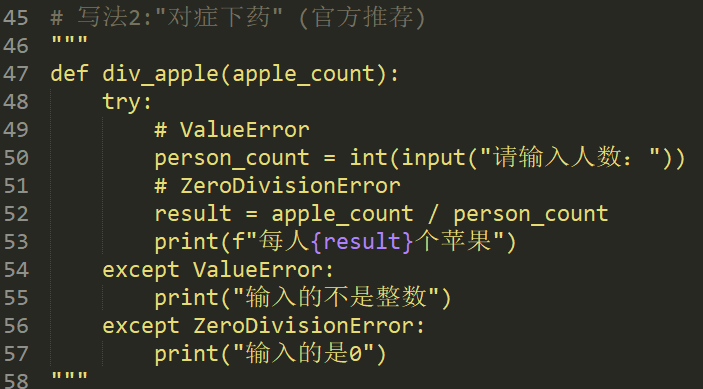 45 # 写法2:"对症下药" (官方推荐)
46 """
47 def div_apple(apple_count):
48     try:
49         # ValueError
50         person_count = int(input("请输入人数: "))
51         # ZeroDivisionError
52         result = apple_count / person_count
53         print(f"每人{result}个苹果")
54     except ValueError:
55         print("输入的不是整数")
56     except ZeroDivisionError:
57         print("输入的是0")
58 """